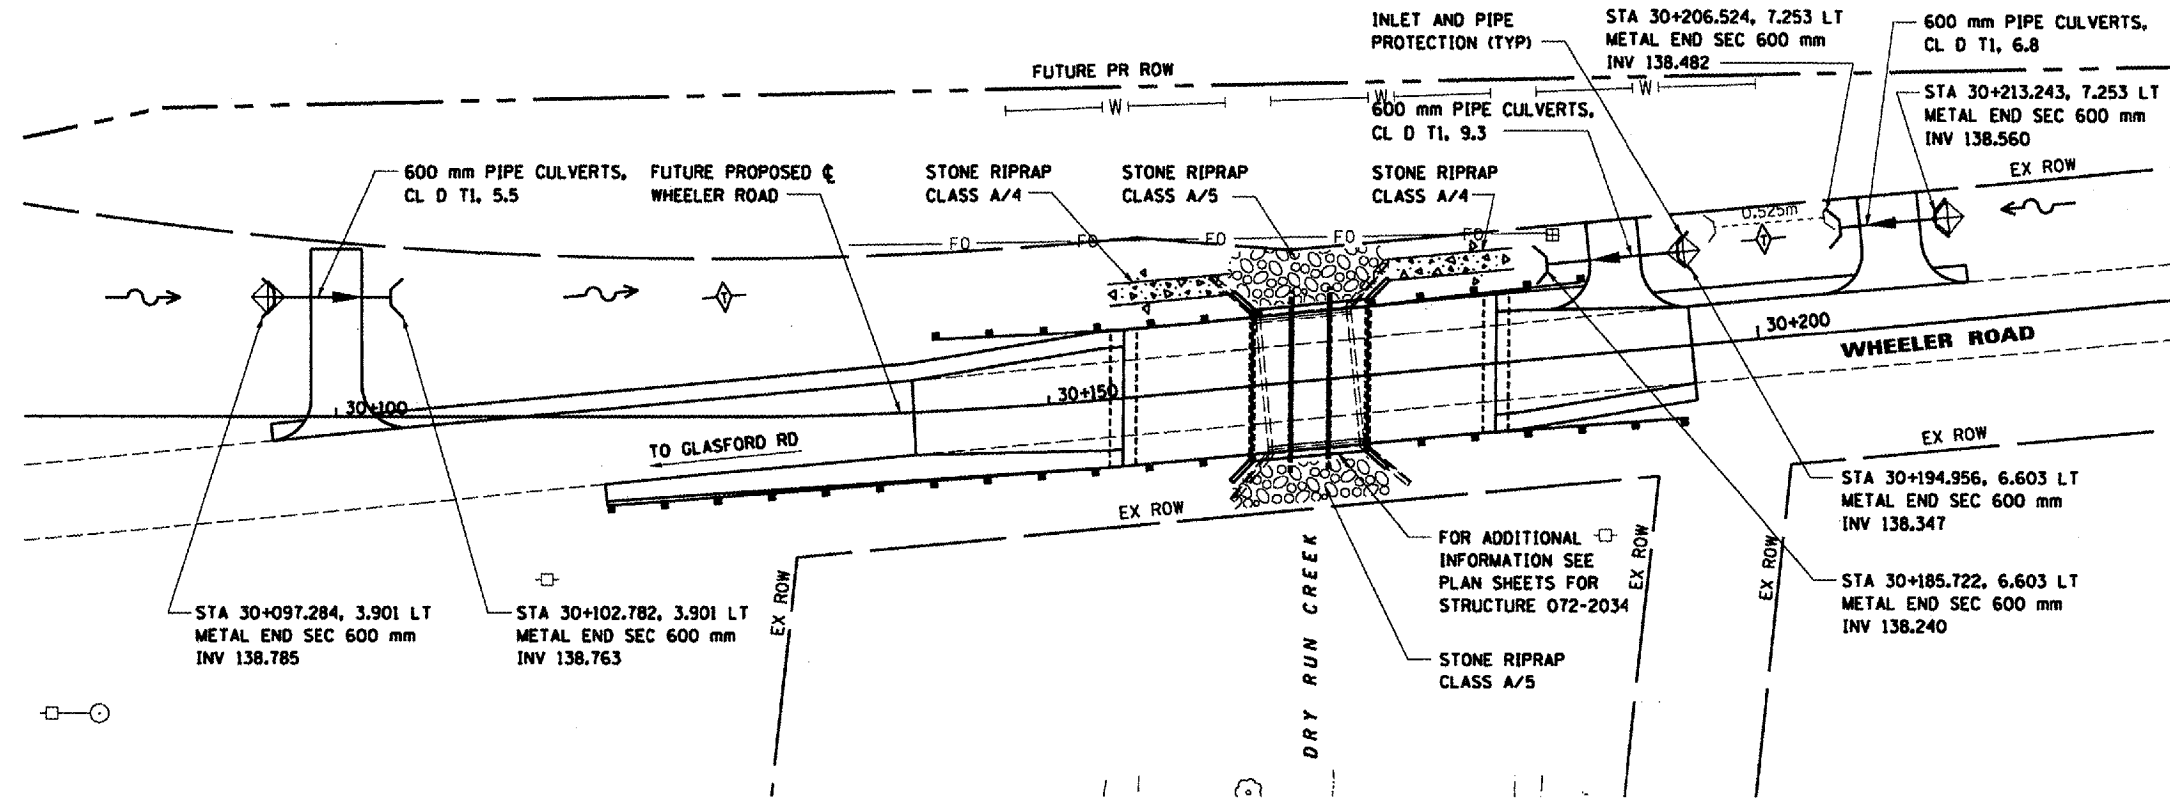 INLET AND PIPE
PROTECTION (TYP)
STA 30+206.524, 7.253 LT
METAL END SEC 600 mm
INV 138.482
600 mm PIPE CULVERTS,
CL D T1, 6.8
FUTURE PR ROW
W
W
W
600 mm PIPE CULVERTS,
CL D T1, 9.3
STA 30+213.243, 7.253 LT
METAL END SEC 600 mm
INV 138.560
EX ROW
600 mm PIPE CULVERTS,
CL D T1, 5.5
FUTURE PROPOSED ℄
WHEELER ROAD
STONE RIPRAP
CLASS A/4
STONE RIPRAP
CLASS A/5
STONE RIPRAP
CLASS A/4
0.525m
FO
FO
FO
FO
FO
T
T
30+100
30+150
30+200
WHEELER ROAD
TO GLASFORD RD
EX ROW
EX ROW
STA 30+194.956, 6.603 LT
METAL END SEC 600 mm
INV 138.347
FOR ADDITIONAL
INFORMATION SEE
PLAN SHEETS FOR
STRUCTURE 072-2034
EX ROW
EX ROW
EX ROW
STA 30+185.722, 6.603 LT
METAL END SEC 600 mm
INV 138.240
STA 30+097.284, 3.901 LT
METAL END SEC 600 mm
INV 138.785
STA 30+102.782, 3.901 LT
METAL END SEC 600 mm
INV 138.763
DRY RUN CREEK
STONE RIPRAP
CLASS A/5